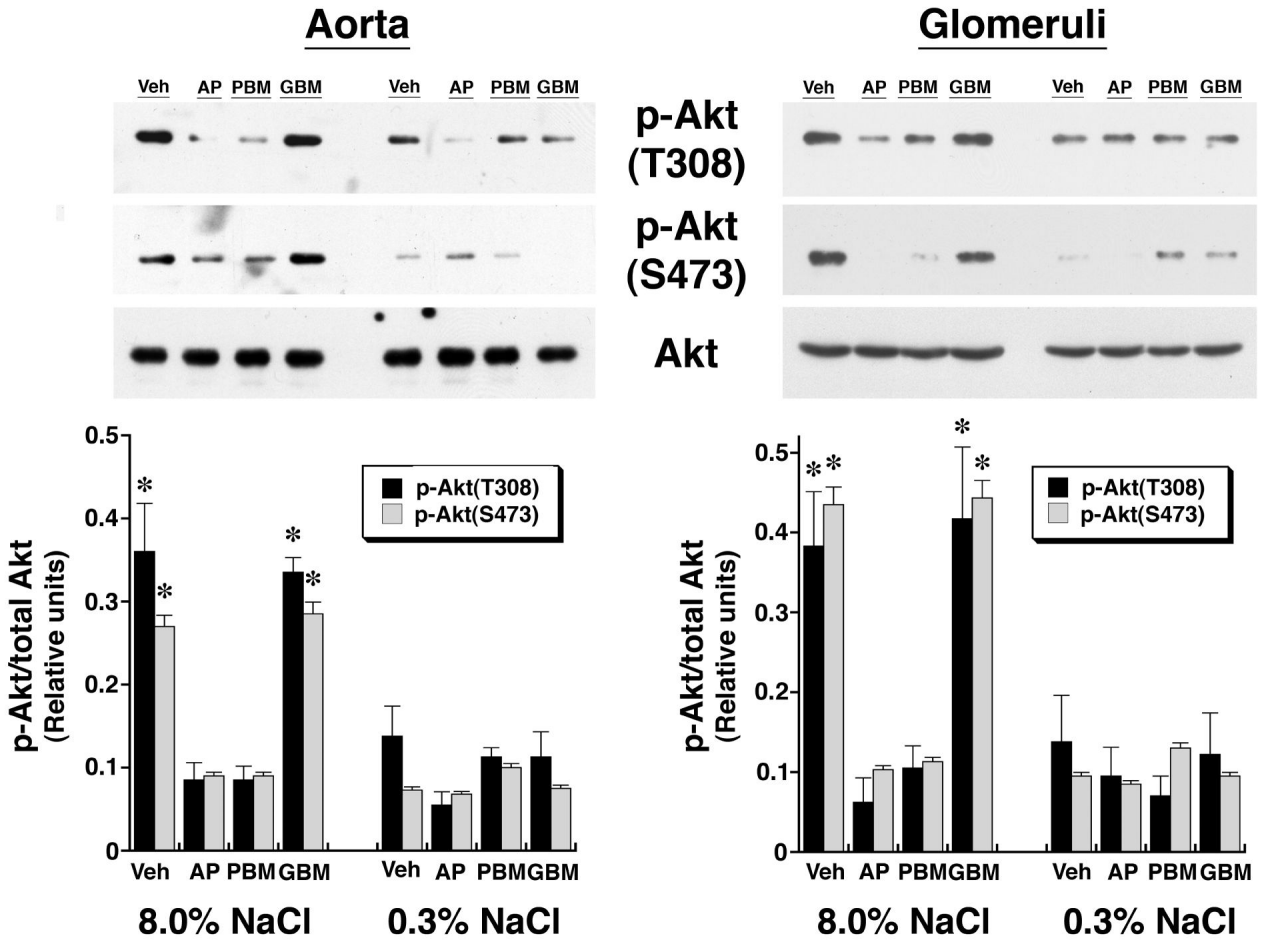 Aorta
Glomeruli
Veh AP PBM GBM Veh AP PBM GBM
Veh AP PBM GBM Veh AP PBM GBM
p-Akt
(T308)
p-Akt
(S473)
Akt
0.5
0.4
0.3
0.2
0.1
0
p-Akt/total Akt
(Relative units)
* * * *
p-Akt(T308)
p-Akt(S473)
Veh AP PBM GBM Veh AP PBM GBM
8.0% NaCl 0.3% NaCl
0.5
0.4
0.3
0.2
0.1
0
p-Akt/total Akt
(Relative units)
* * * *
p-Akt(T308)
p-Akt(S473)
Veh AP PBM GBM Veh AP PBM GBM
8.0% NaCl 0.3% NaCl